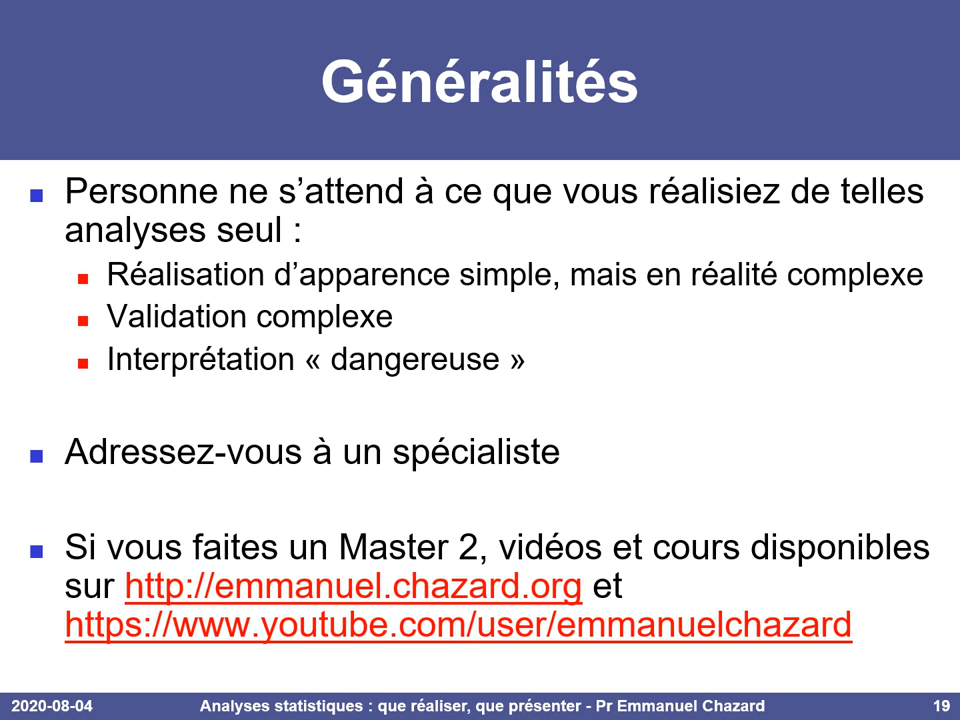 Généralités
Personne ne s’attend à ce que vous réalisiez de telles
analyses seul :
Réalisation d’apparence simple, mais en réalité complexe
Validation complexe
Interprétation « dangereuse »
Adressez-vous à un spécialiste
Si vous faites un Master 2, vidéos et cours disponibles
sur http://emmanuel.chazard.org et
https://www.youtube.com/user/emmanuelchazard
2020-08-04 Analyses statistiques : que réaliser, que présenter - Pr Emmanuel Chazard 19